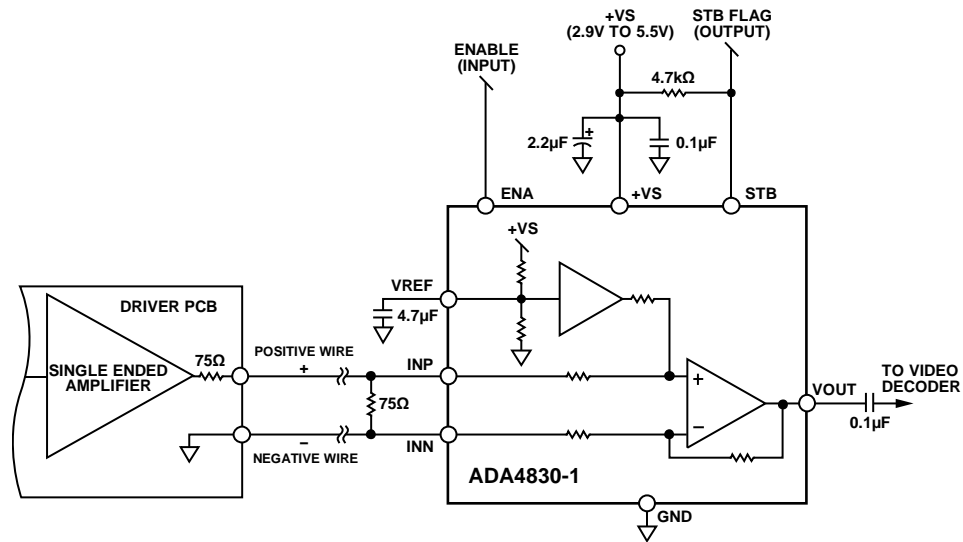 +VS
(2.9V TO 5.5V)
STB FLAG
(OUTPUT)
ENABLE
(INPUT)
4.7kΩ
2.2µF
+
0.1µF
ENA
+VS
STB
+VS
VREF
4.7µF
DRIVER PCB
SINGLE ENDED
AMPLIFIER
75Ω
POSITIVE WIRE
+
INP
75Ω
−
NEGATIVE WIRE
INN
+
−
VOUT
TO VIDEO
DECODER
0.1µF
ADA4830-1
GND